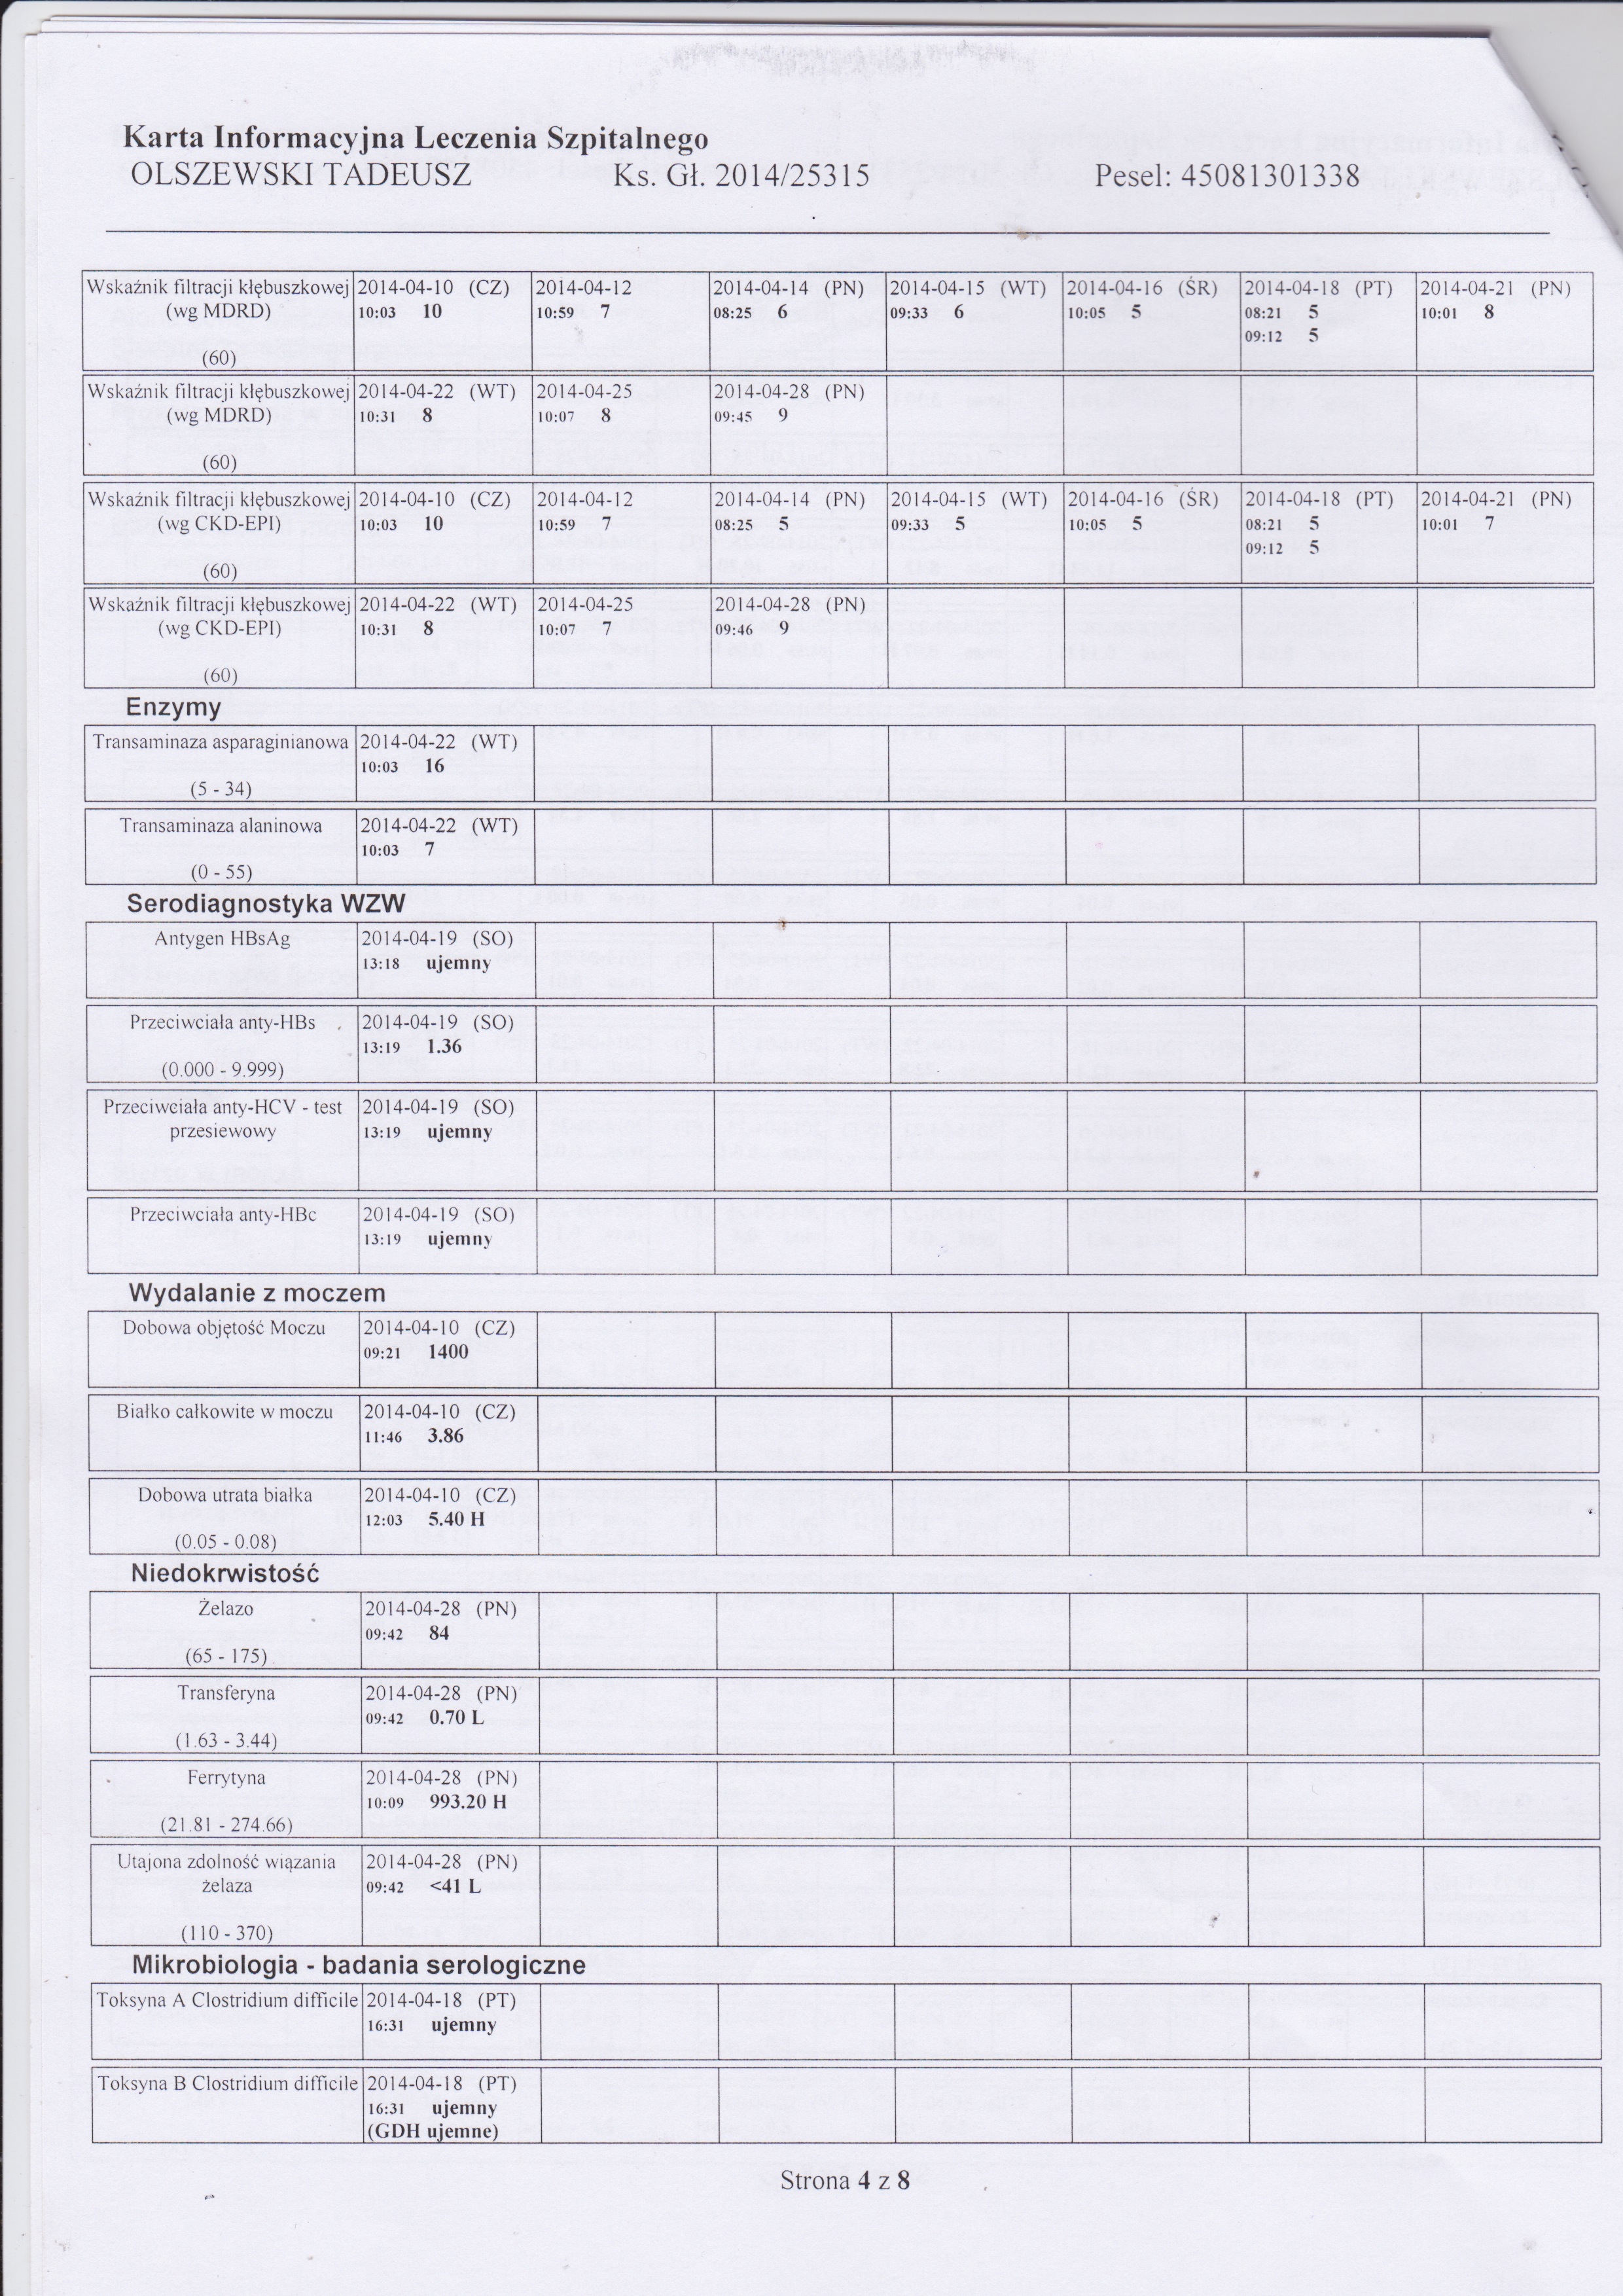 Karta Informacyjna Leczenia Szpitalnego
OLSZEWSKI TADEUSZ Ks. Gł. 2014/25315 Pesel: 45081301338
Wskaźnik filtracji kłębuszkowej 2014-04-10 (CZ) 2014-04-12 2014-04-14 (PN) 2014-04-15 (WT) 2014-04-16 (ŚR) 2014-04-18 (PT) 2014-04-21 (PN)
(wg MDRD) 10:03 10 10:59 7 08:25 6 09:33 6 10:05 5 08:21 5 10:01 8
09:12 5
(60)
Wskaźnik filtracji kłębuszkowej 2014-04-22 (WT) 2014-04-25 2014-04-28 (PN)
(wg MDRD) 10:31 8 10:07 8 09:45 9
(60)
Wskaźnik filtracji kłębuszkowej 2014-04-10 (CZ) 2014-04-12 2014-04-14 (PN) 2014-04-15 (WT) 2014-04-16 (ŚR) 2014-04-18 (PT) 2014-04-21 (PN)
(wg CKD-EPI) 10:03 10 10:59 7 08:25 5 09:33 5 10:05 5 08:21 5 10:01 7
09:12 5
(60)
Wskaźnik filtracji kłębuszkowej 2014-04-22 (WT) 2014-04-25 2014-04-28 (PN)
(wg CKD-EPI) 10:31 8 10:07 7 09:46 9
(60)
Enzymy
Transaminaza asparaginianowa 2014-04-22 (WT)
10:03 16
(5 - 34)
Transaminaza alaninowa 2014-04-22 (WT)
10:03 7
(0 - 55)
Serodiagnostyka WZW
Antygen HBsAg 2014-04-19 (SO)
13:18 ujemny
Przeciwciała anty-HBs 2014-04-19 (SO)
13:19 1.36
(0.000 - 9.999)
Przeciwciała anty-HCV - test 2014-04-19 (SO)
przesiewowy 13:19 ujemny
Przeciwciała anty-HBc 2014-04-19 (SO)
13:19 ujemny
Wydalanie z moczem
Dobowa objętość Moczu 2014-04-10 (CZ)
09:21 1400
Białko całkowite w moczu 2014-04-10 (CZ)
11:46 3.86
Dobowa utrata białka 2014-04-10 (CZ)
12:03 5.40 H
(0.05 - 0.08)
Niedokrwistość
Żelazo 2014-04-28 (PN)
09:42 84
(65 - 175)
Transferyna 2014-04-28 (PN)
09:42 0.70 L
(1.63 - 3.44)
Ferrytyna 2014-04-28 (PN)
10:09 993.20 H
(21.81 - 274.66)
Utajona zdolność wiązania 2014-04-28 (PN)
żelaza 09:42 <41 L
(110 - 370)
Mikrobiologia - badania serologiczne
Toksyna A Clostridium difficile 2014-04-18 (PT)
16:31 ujemny
Toksyna B Clostridium difficile 2014-04-18 (PT)
16:31 ujemny
(GDH ujemne)
Strona 4 z 8